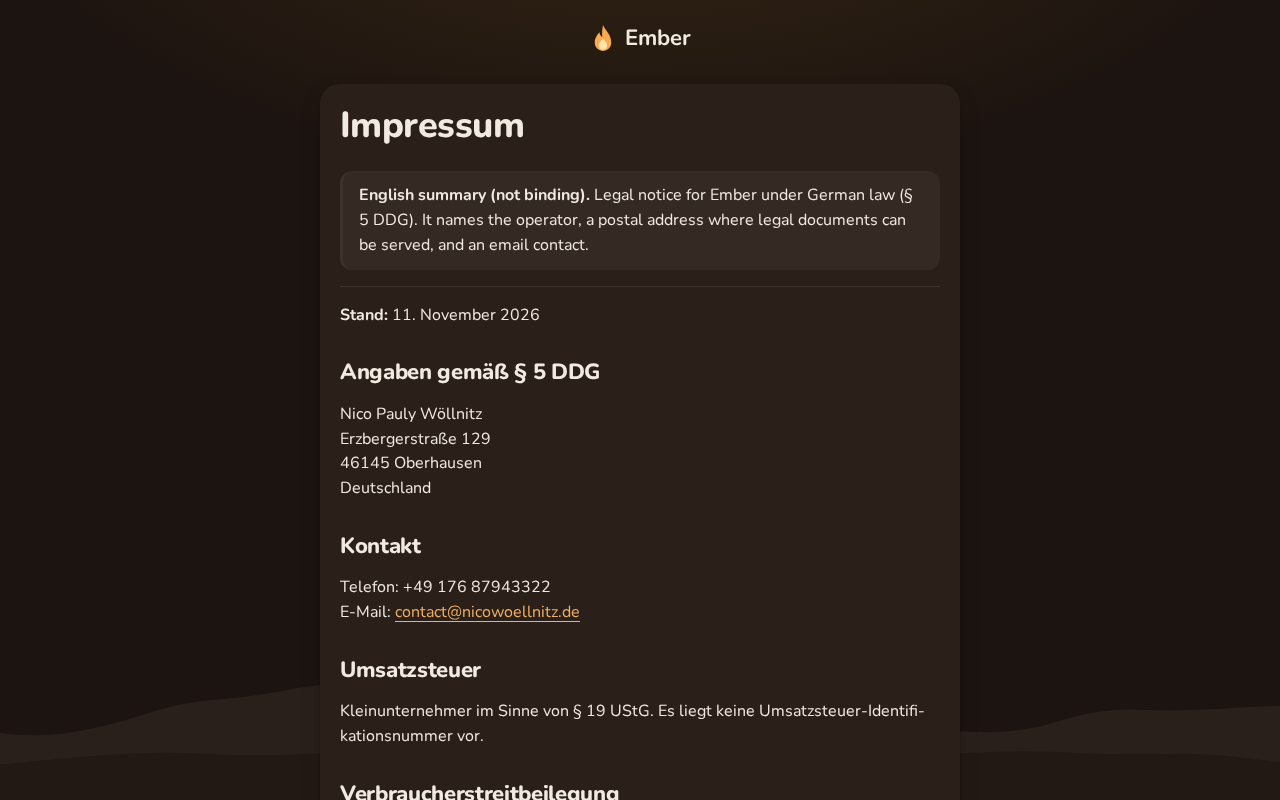 Ember
Impressum
English summary (not binding). Legal notice for Ember under German law (§
5 DDG). It names the operator, a postal address where legal documents can
be served, and an email contact.
Stand: 11. November 2026
Angaben gemäß § 5 DDG
Nico Pauly Wöllnitz
Erzbergerstraße 129
46145 Oberhausen
Deutschland
Kontakt
Telefon: +49 176 87943322
E-Mail: contact@nicowoellnitz.de
Umsatzsteuer
Kleinunternehmer im Sinne von § 19 UStG. Es liegt keine Umsatzsteuer-Identifi-
kationsnummer vor.
Verbraucherstreitbeilegung